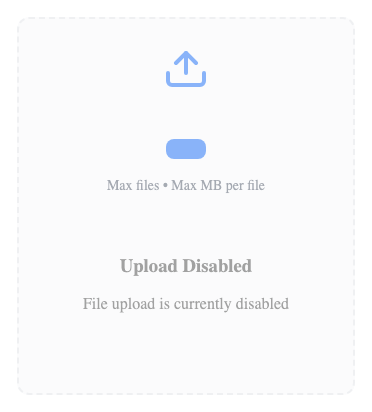 Max files • Max MB per file
Upload Disabled
File upload is currently disabled